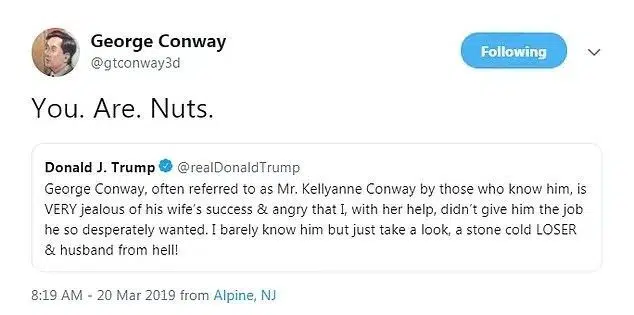 George Conway
@gtconway3d
Following
You. Are. Nuts.
Donald J. Trump @realDonaldTrump
George Conway, often referred to as Mr. Kellyanne Conway by those who know him, is
VERY jealous of his wife's success & angry that I, with her help, didn't give him the job
he so desperately wanted. I barely know him but just take a look, a stone cold LOSER
& husband from hell!
8:19 AM - 20 Mar 2019 from Alpine, NJ